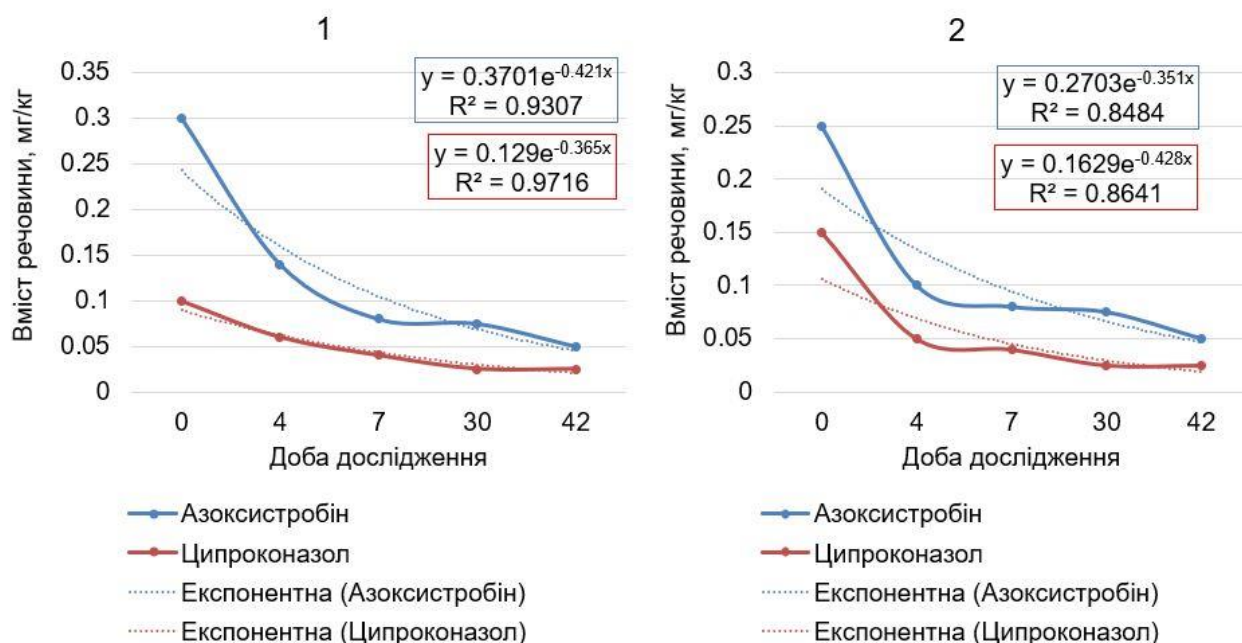 1
Вміст речовини, мг/кг
0.35
0.3
0.25
0.2
0.15
0.1
0.05
0
y = 0.3701e^-0.421x
R² = 0.9307
y = 0.129e^-0.365x
R² = 0.9716
0 4 7 30 42
Доба дослідження
Азоксистробін
Ципроконазол
Експонентна (Азоксистробін)
Експонентна (Ципроконазол)
2
Вміст речовини, мг/кг
0.3
0.25
0.2
0.15
0.1
0.05
0
y = 0.2703e^-0.351x
R² = 0.8484
y = 0.1629e^-0.428x
R² = 0.8641
0 4 7 30 42
Доба дослідження
Азоксистробін
Ципроконазол
Експонентна (Азоксистробін)
Експонентна (Ципроконазол)